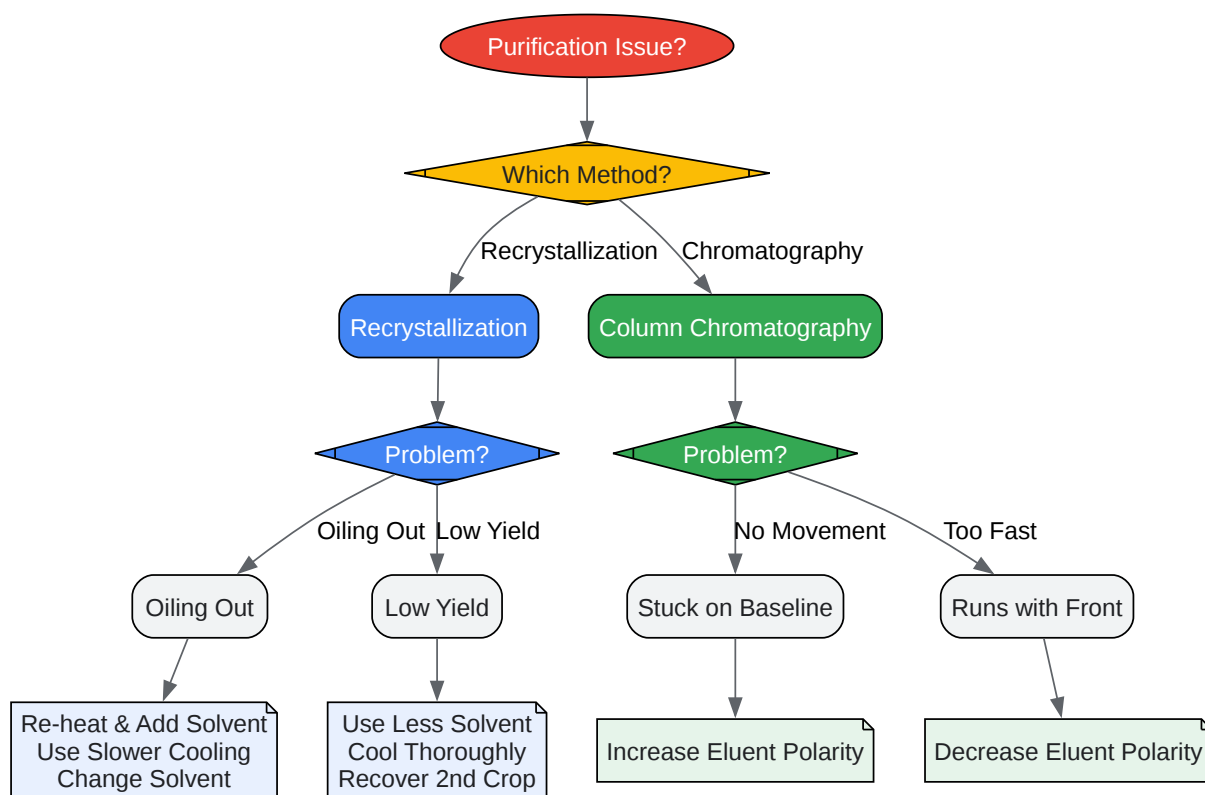 Purification Issue?
Which Method?
Recrystallization
Chromatography
Recrystallization
Column Chromatography
Problem?
Problem?
Oiling Out
Low Yield
No Movement
Too Fast
Oiling Out
Low Yield
Stuck on Baseline
Runs with Front
Re-heat & Add Solvent
Use Slower Cooling
Change Solvent
Use Less Solvent
Cool Thoroughly
Recover 2nd Crop
Increase Eluent Polarity
Decrease Eluent Polarity